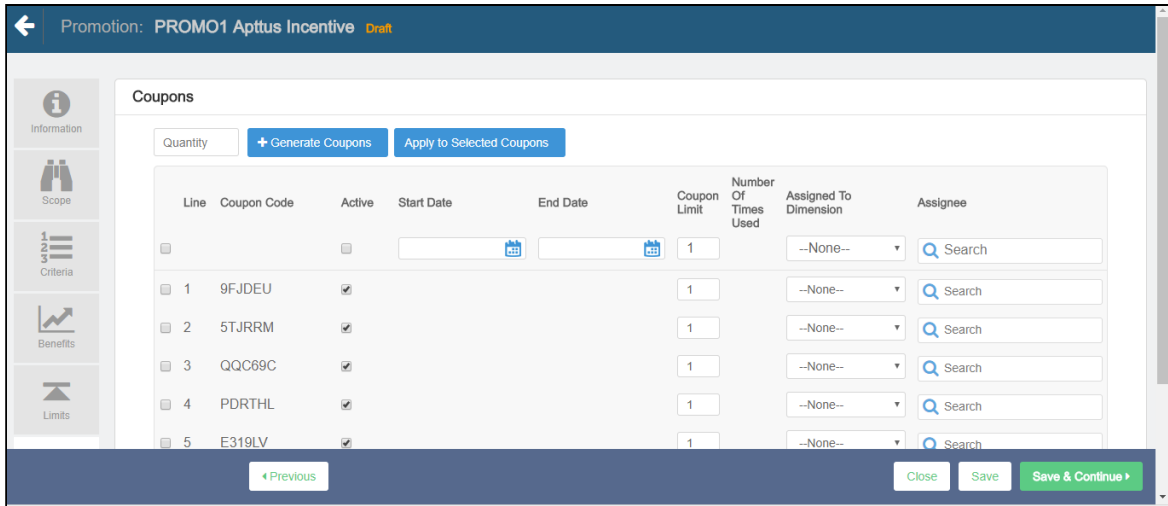 Promotion: PROMO1 Apttus Incentive Draft
Information
Scope
1
2
3
Criteria
Benefits
Limits
Coupons
Quantity + Generate Coupons Apply to Selected Coupons
Line Coupon Code Active Start Date End Date Coupon Limit Number Of Times Used Assigned To Dimension Assignee
1 --None-- Search
1 9FJDEU 1 --None-- Search
2 5TJRRM 1 --None-- Search
3 QQC69C 1 --None-- Search
4 PDRTHL 1 --None-- Search
5 E319LV 1 --None-- Search
Previous Close Save Save & Continue